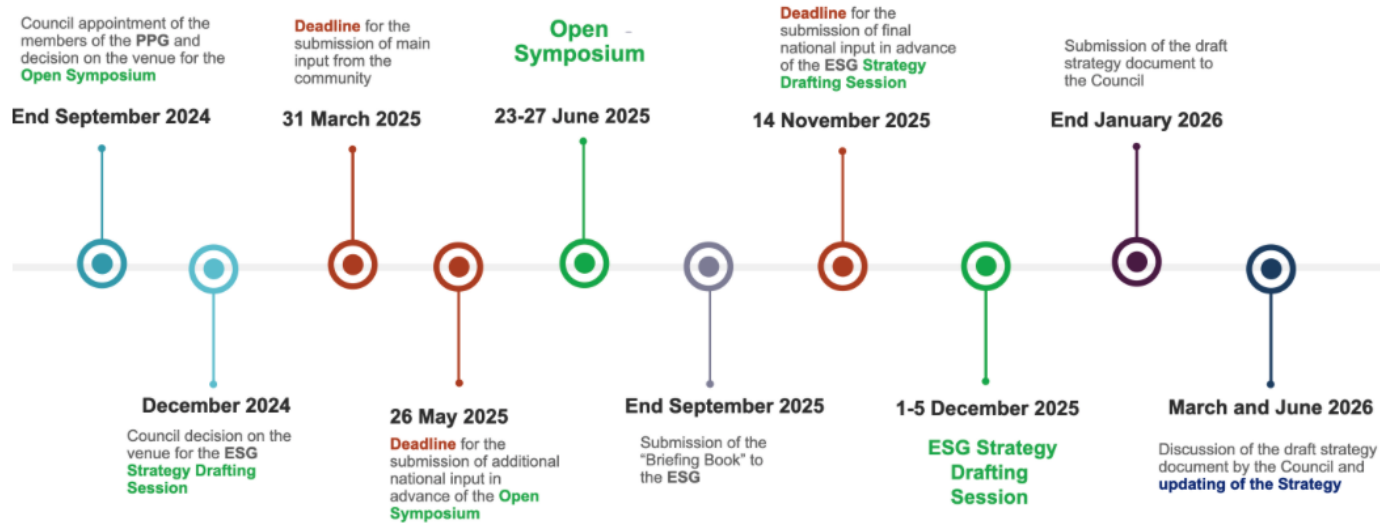 Council appointment of the
members of the PPG and
decision on the venue for the
Open Symposium
End September 2024
December 2024
Council decision on the
venue for the ESG
Strategy Drafting
Session
Deadline for the
submission of main
input from the
community
31 March 2025
26 May 2025
Deadline for the
submission of additional
national input in
advance of the Open
Symposium
Open
Symposium
23-27 June 2025
End September 2025
Submission of the
“Briefing Book” to
the ESG
Deadline for the
submission of final
national input in advance
of the ESG Strategy
Drafting Session
14 November 2025
1-5 December 2025
ESG Strategy
Drafting
Session
Submission of the draft
strategy document to
the Council
End January 2026
March and June 2026
Discussion of the draft strategy
document by the Council and
updating of the Strategy